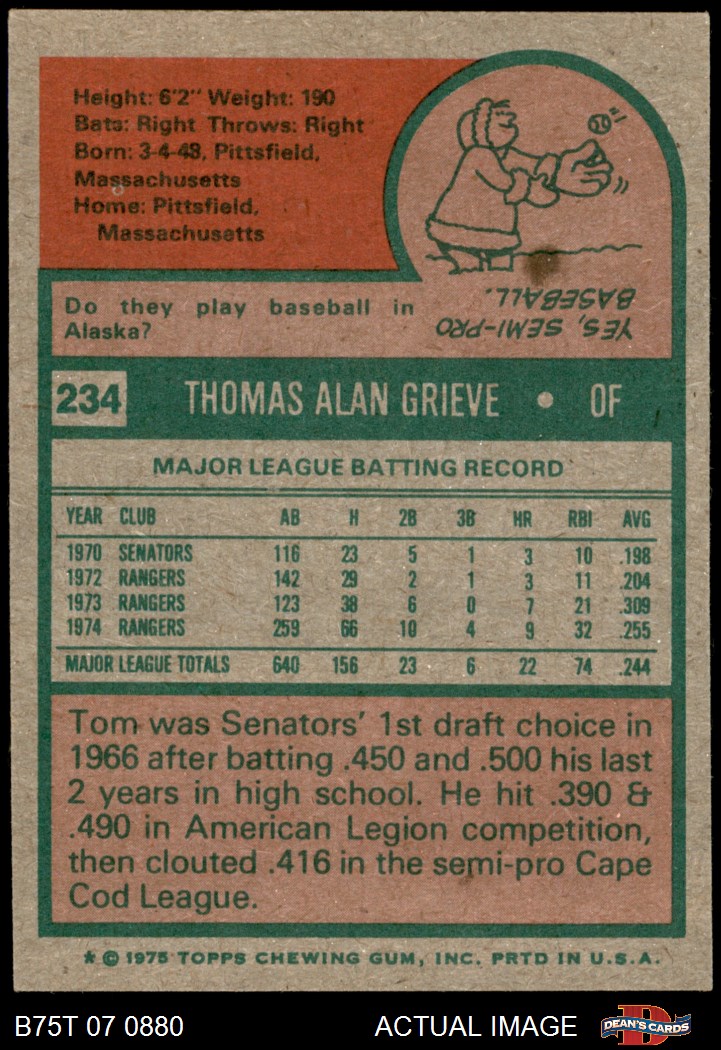 Height: 6'2" Weight: 190
Bats: Right Throws: Right
Born: 3-4-48, Pittsfield,
Massachusetts
Home: Pittsfield,
Massachusetts
Do they play baseball in
Alaska?
YES, SEMI-PRO
BASEBALL.
234 THOMAS ALAN GRIEVE • OF
MAJOR LEAGUE BATTING RECORD
YEAR CLUB AB H 2B 3B HR RBI AVG
1970 SENATORS 116 23 5 1 3 10 .198
1972 RANGERS 142 29 2 1 3 11 .204
1973 RANGERS 123 38 6 0 7 21 .309
1974 RANGERS 259 66 10 4 9 32 .255
MAJOR LEAGUE TOTALS 640 156 23 6 22 74 .244
Tom was Senators' 1st draft choice in
1966 after batting .450 and .500 his last
2 years in high school. He hit .390 &
.490 in American Legion competition,
then clouted .416 in the semi-pro Cape
Cod League.
* © 1975 TOPPS CHEWING GUM, INC. PRTD IN U.S.A.
B75T 07 0880 ACTUAL IMAGE DEAN'S CARDS